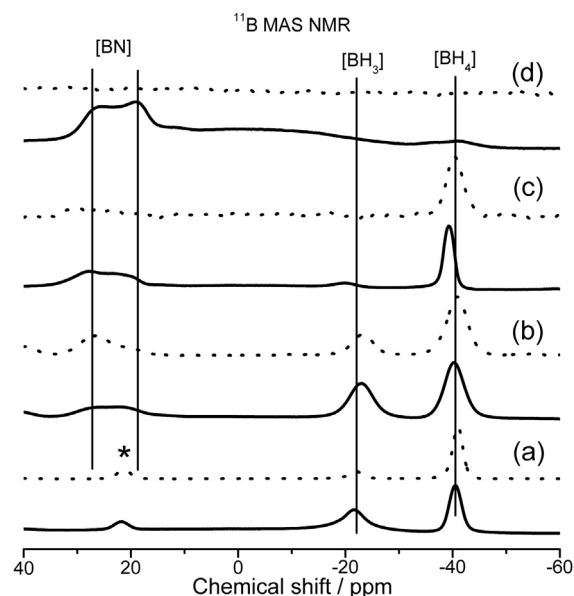 ¹¹B MAS NMR
[BN]
[BH₃]
[BH₄]
(d)
(c)
(b)
(a)
*
40 20 0 -20 -40 -60
Chemical shift / ppm